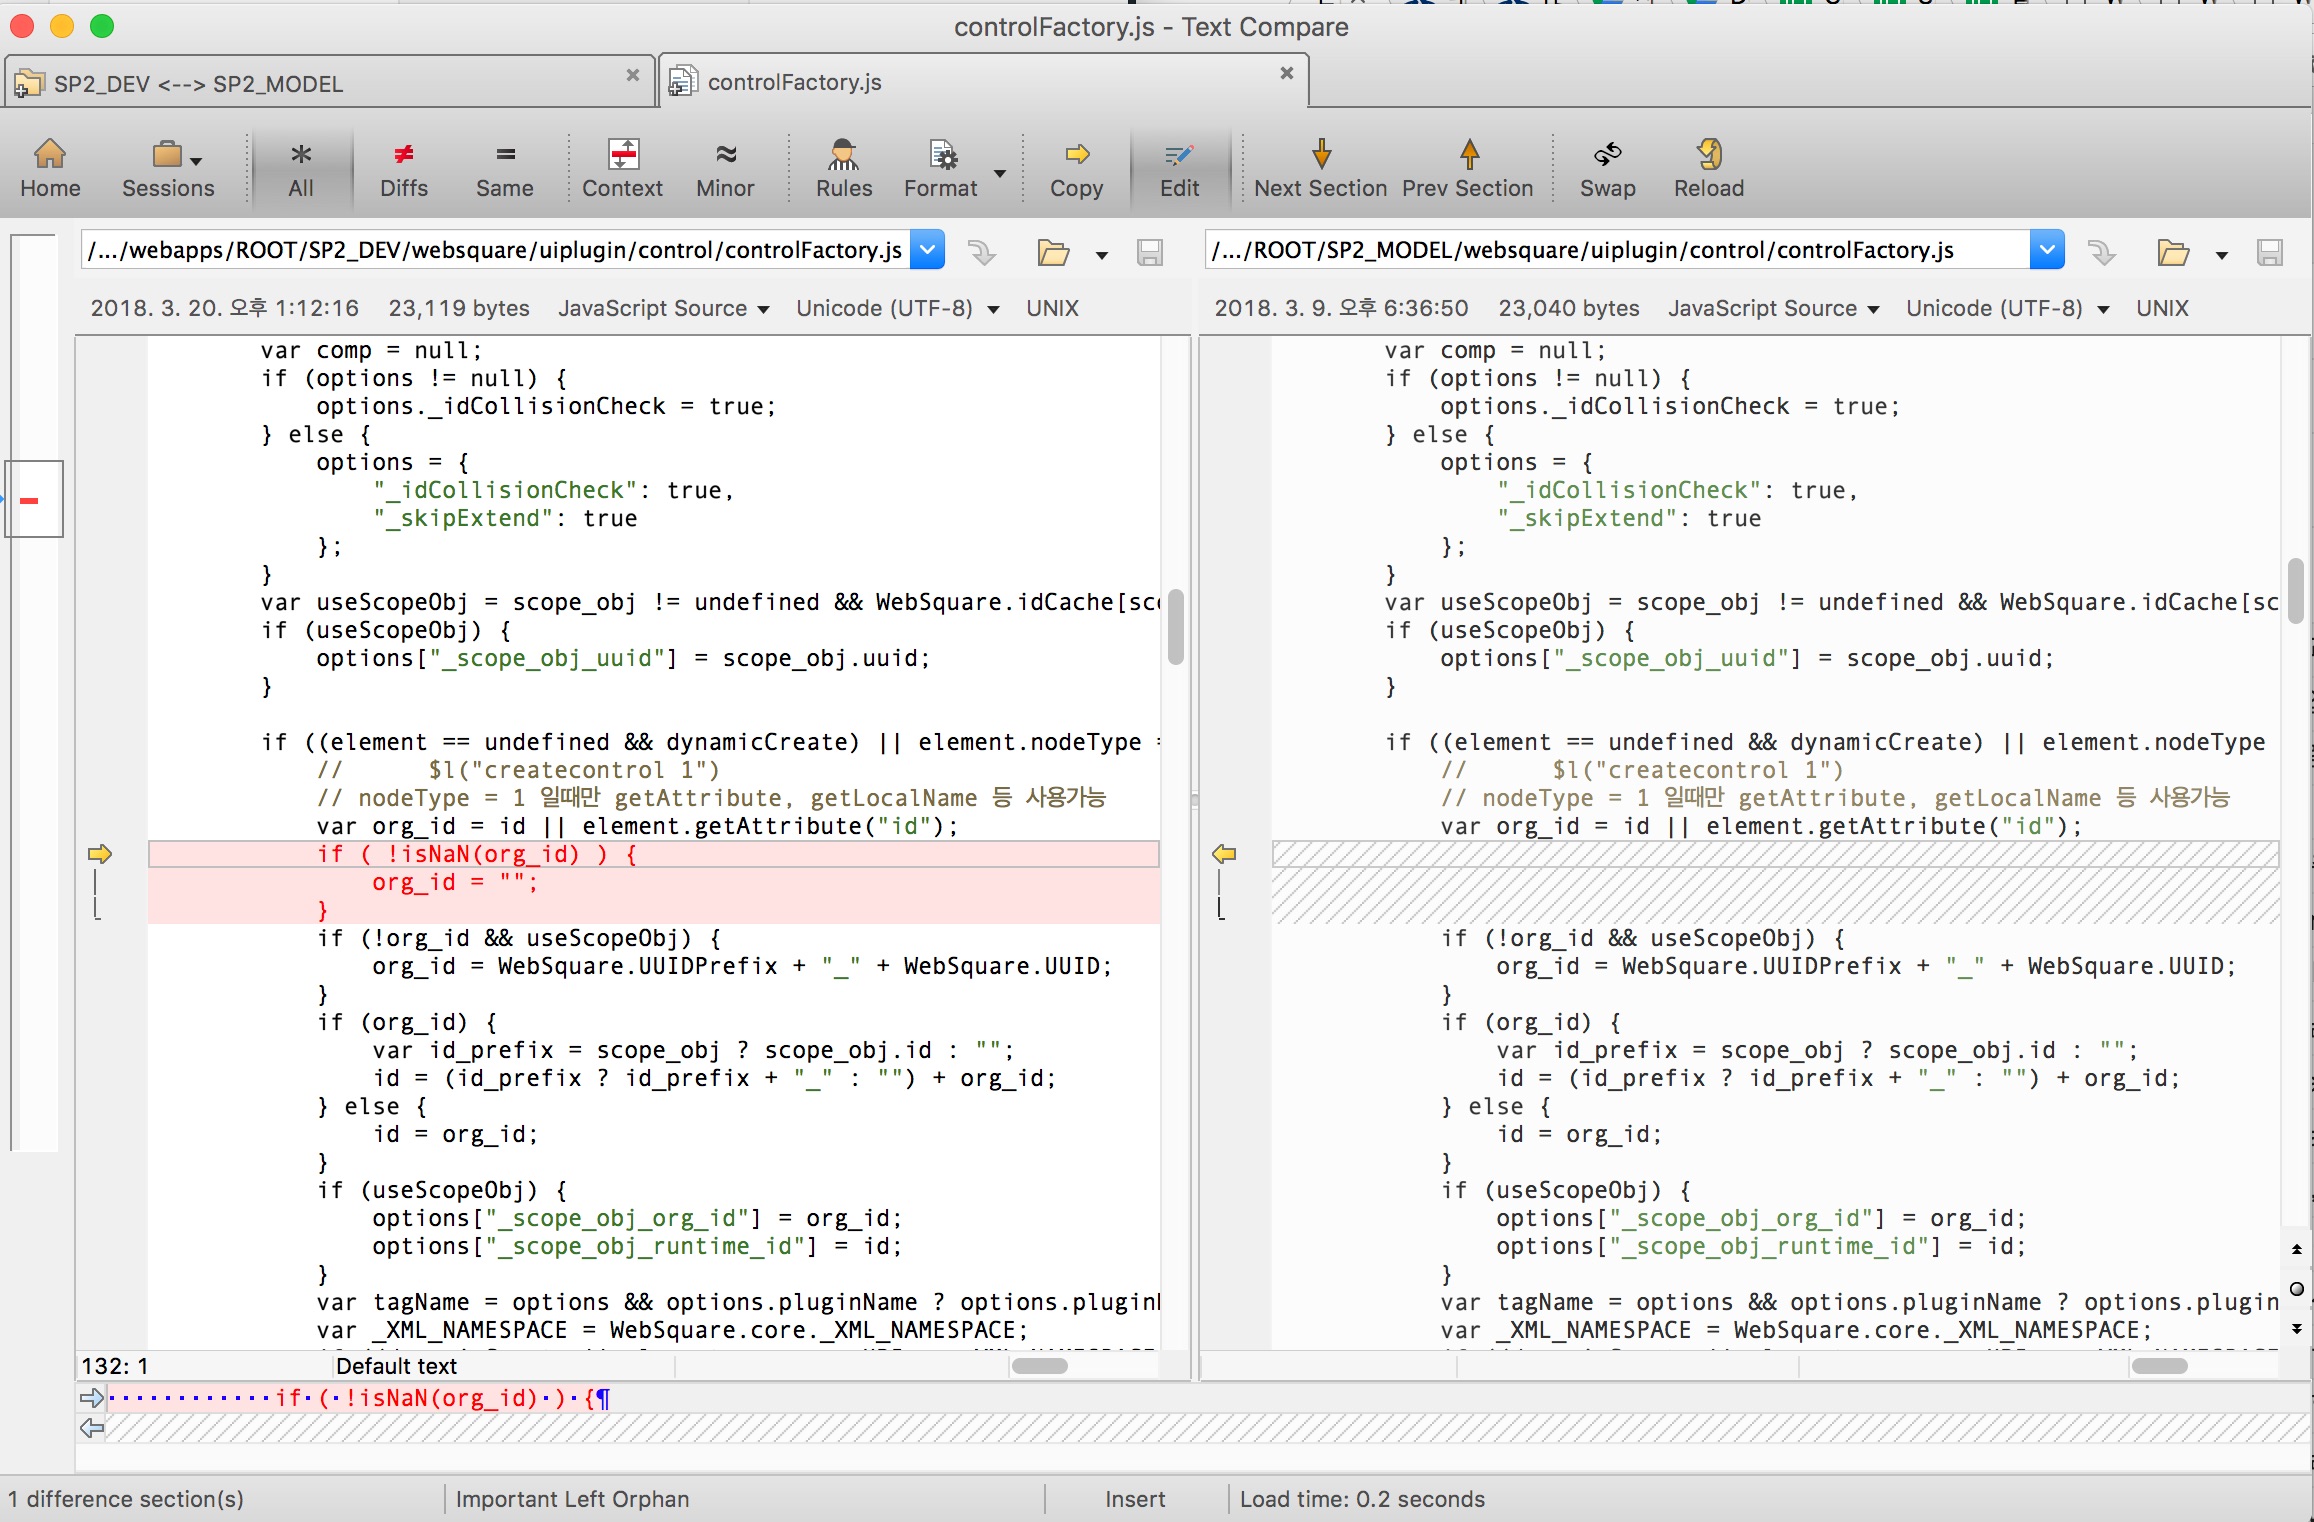 controlFactory.js - Text Compare
SP2_DEV <--> SP2_MODEL
controlFactory.js
Home Sessions All Diffs Same Context Minor Rules Format Copy Edit Next Section Prev Section Swap Reload
/.../webapps/ROOT/SP2_DEV/websquare/uiplugin/control/controlFactory.js
2018. 3. 20. 오후 1:12:16 23,119 bytes JavaScript Source Unicode (UTF-8) UNIX
var comp = null;
if (options != null) {
options._idCollisionCheck = true;
} else {
options = {
"_idCollisionCheck": true,
"_skipExtend": true
};
}
var useScopeObj = scope_obj != undefined && WebSquare.idCache[sc
if (useScopeObj) {
options["_scope_obj_uuid"] = scope_obj.uuid;
}
if ((element == undefined && dynamicCreate) || element.nodeType =
// $l("createcontrol 1")
// nodeType = 1 일때만 getAttribute, getLocalName 등 사용가능
var org_id = id || element.getAttribute("id");
if ( !isNaN(org_id) ) {
org_id = "";
}
if (!org_id && useScopeObj) {
org_id = WebSquare.UUIDPrefix + "_" + WebSquare.UUID;
}
if (org_id) {
var id_prefix = scope_obj ? scope_obj.id : "";
id = (id_prefix ? id_prefix + "_" : "") + org_id;
} else {
id = org_id;
}
if (useScopeObj) {
options["_scope_obj_org_id"] = org_id;
options["_scope_obj_runtime_id"] = id;
}
var tagName = options && options.pluginName ? options.plugin
var _XML_NAMESPACE = WebSquare.core._XML_NAMESPACE;
132: 1 Default text
/.../ROOT/SP2_MODEL/websquare/uiplugin/control/controlFactory.js
2018. 3. 9. 오후 6:36:50 23,040 bytes JavaScript Source Unicode (UTF-8) UNIX
var comp = null;
if (options != null) {
options._idCollisionCheck = true;
} else {
options = {
"_idCollisionCheck": true,
"_skipExtend": true
};
}
var useScopeObj = scope_obj != undefined && WebSquare.idCache[sc
if (useScopeObj) {
options["_scope_obj_uuid"] = scope_obj.uuid;
}
if ((element == undefined && dynamicCreate) || element.nodeType
// $l("createcontrol 1")
// nodeType = 1 일때만 getAttribute, getLocalName 등 사용가능
var org_id = id || element.getAttribute("id");
if (!org_id && useScopeObj) {
org_id = WebSquare.UUIDPrefix + "_" + WebSquare.UUID;
}
if (org_id) {
var id_prefix = scope_obj ? scope_obj.id : "";
id = (id_prefix ? id_prefix + "_" : "") + org_id;
} else {
id = org_id;
}
if (useScopeObj) {
options["_scope_obj_org_id"] = org_id;
options["_scope_obj_runtime_id"] = id;
}
var tagName = options && options.pluginName ? options.plugin
var _XML_NAMESPACE = WebSquare.core._XML_NAMESPACE;
············if·(·!isNaN(org_id)·)·{¶
1 difference section(s) Important Left Orphan Insert Load time: 0.2 seconds